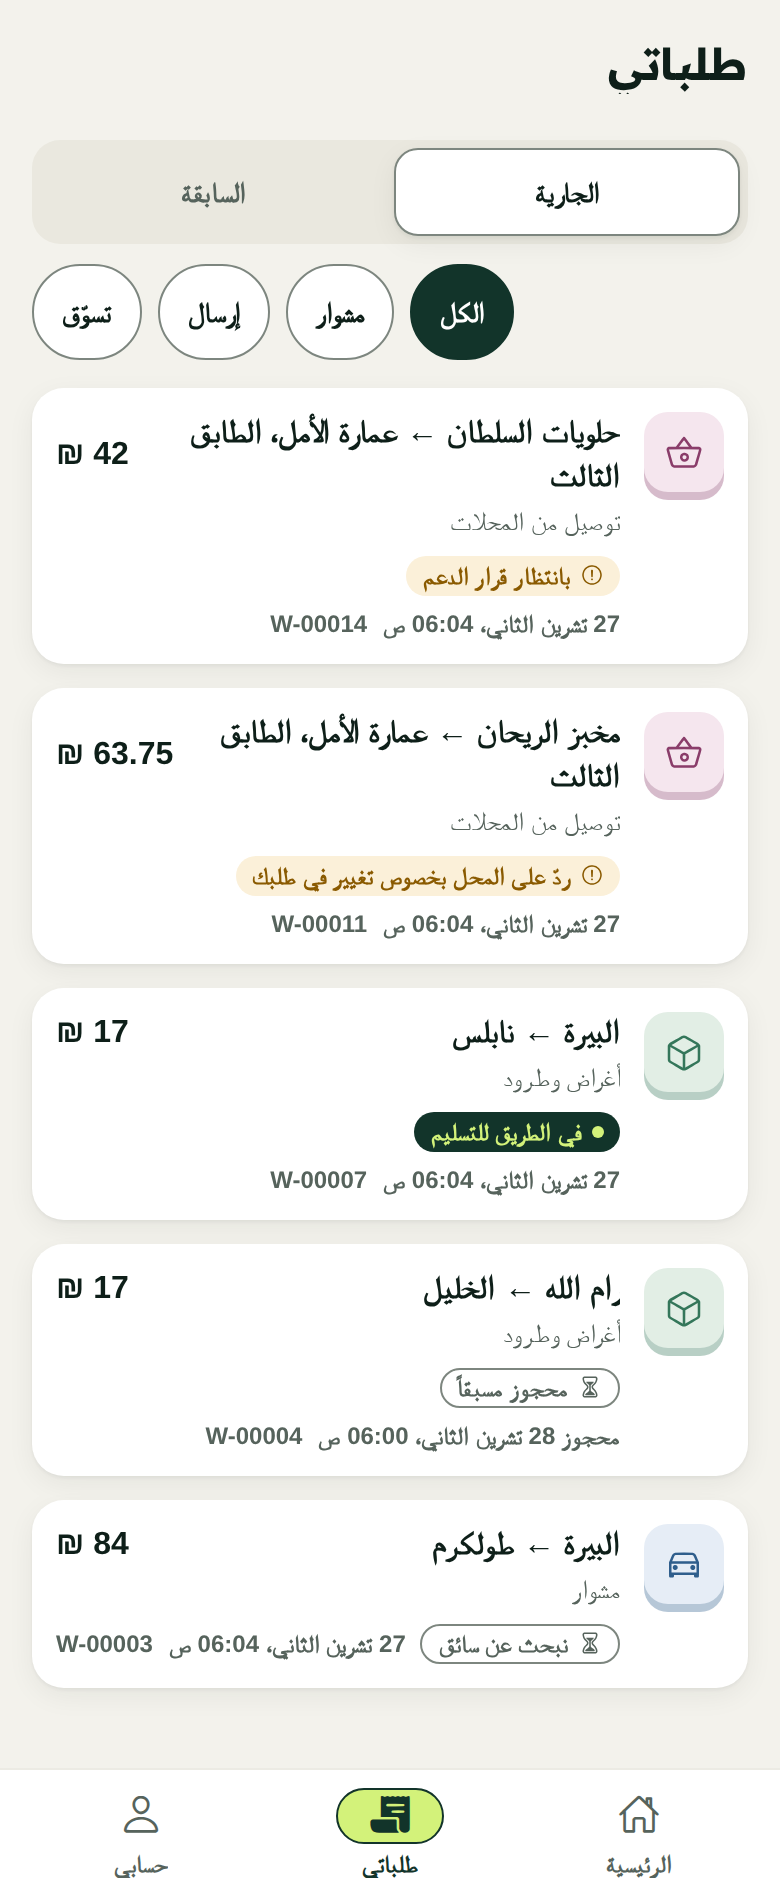 طلباتي
الجارية
السابقة
الكل
مشوار
إرسال
تسوّق
حلويات السلطان ← عمارة الأمل، الطابق
الثالث
42 ₪
توصيل من المحلات
بانتظار قرار الدعم
27 تشرين الثاني، 06:04 ص W-00014
مخبز الريحان ← عمارة الأمل، الطابق
الثالث
63.75 ₪
توصيل من المحلات
ردّ على المحل بخصوص تغيير في طلبك
27 تشرين الثاني، 06:04 ص W-00011
البيرة ← نابلس
17 ₪
أغراض وطرود
في الطريق للتسليم
27 تشرين الثاني، 06:04 ص W-00007
رام الله ← الخليل
17 ₪
أغراض وطرود
محجوز مسبقاً
محجوز 28 تشرين الثاني، 06:00 ص W-00004
البيرة ← طولكرم
84 ₪
مشوار
نبحث عن سائق
27 تشرين الثاني، 06:04 ص W-00003
الرئيسية
طلباتي
حسابي